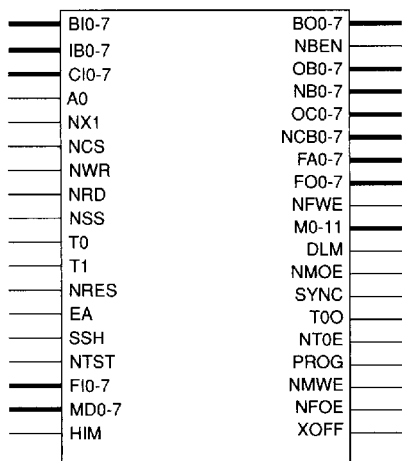 BI0-7
IB0-7
CI0-7
A0
NX1
NCS
NWR
NRD
NSS
T0
T1
NRES
EA
SSH
NTST
FI0-7
MD0-7
HIM
BO0-7
NBEN
OB0-7
NB0-7
OC0-7
NCB0-7
FA0-7
FO0-7
NFWE
M0-11
DLM
NMOE
SYNC
T0O
NT0E
PROG
NMWE
NFOE
XOFF